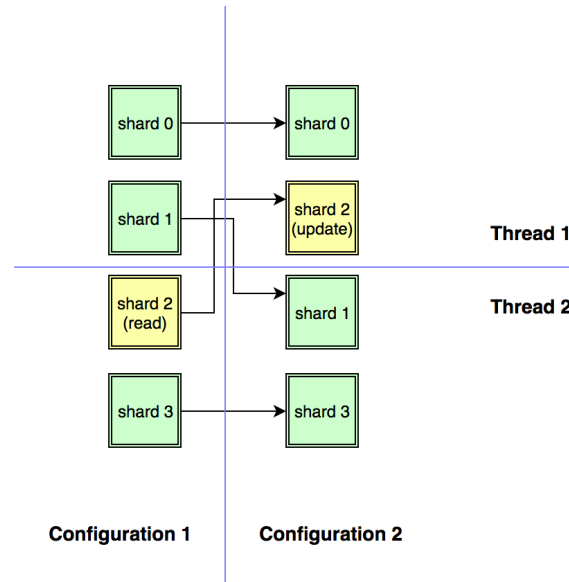 shard 0
shard 0
shard 1
shard 2
(update)
Thread 1
shard 2
(read)
shard 1
Thread 2
shard 3
shard 3
Configuration 1
Configuration 2